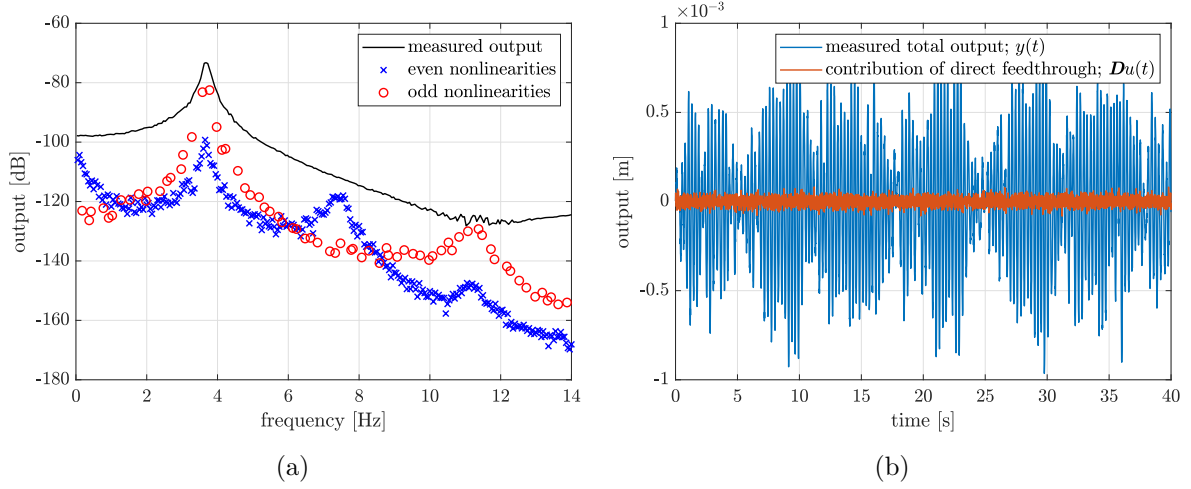 -60
-80
-100
-120
-140
-160
-180
output [dB]
measured output
even nonlinearities
odd nonlinearities
0 2 4 6 8 10 12 14
frequency [Hz]
(a)
×10⁻³
1
0.5
0
-0.5
-1
output [m]
measured total output; y(t)
contribution of direct feedthrough; Du(t)
0 5 10 15 20 25 30 35 40
time [s]
(b)